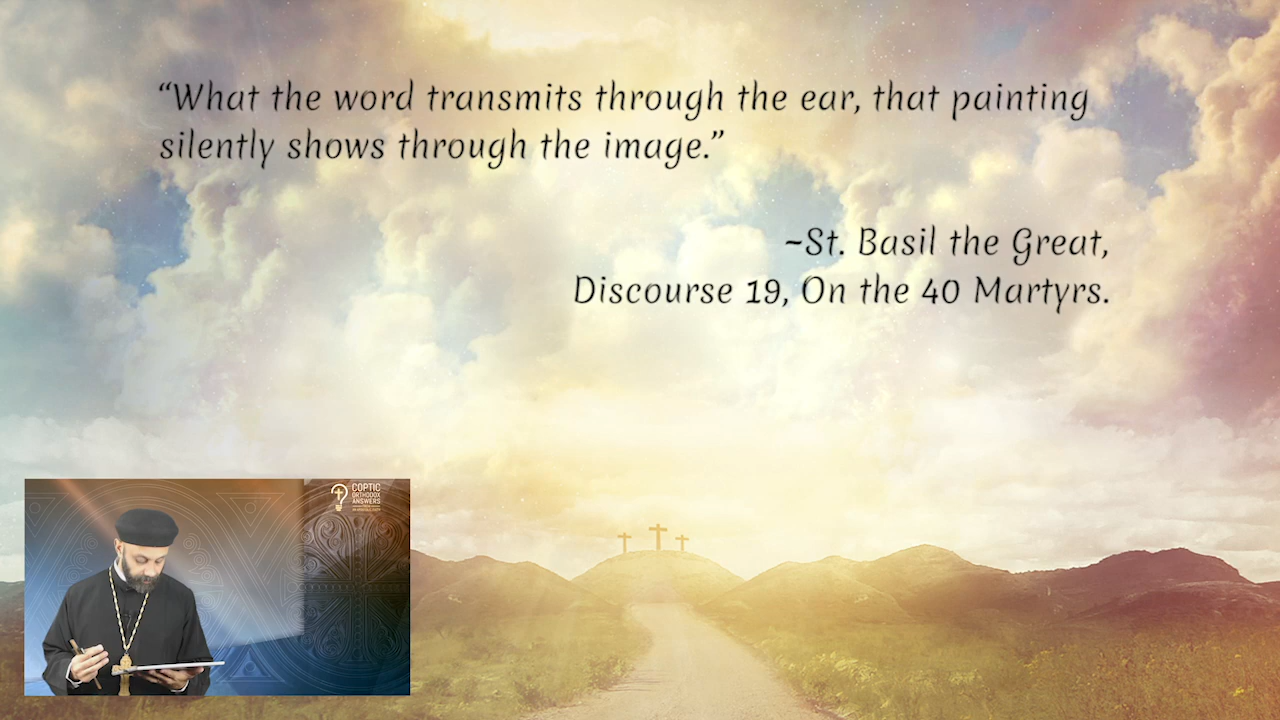 “What the word transmits through the ear, that painting
silently shows through the image.”
~St. Basil the Great,
Discourse 19, On the 40 Martyrs.
COPTIC
ORTHODOX
ANSWERS